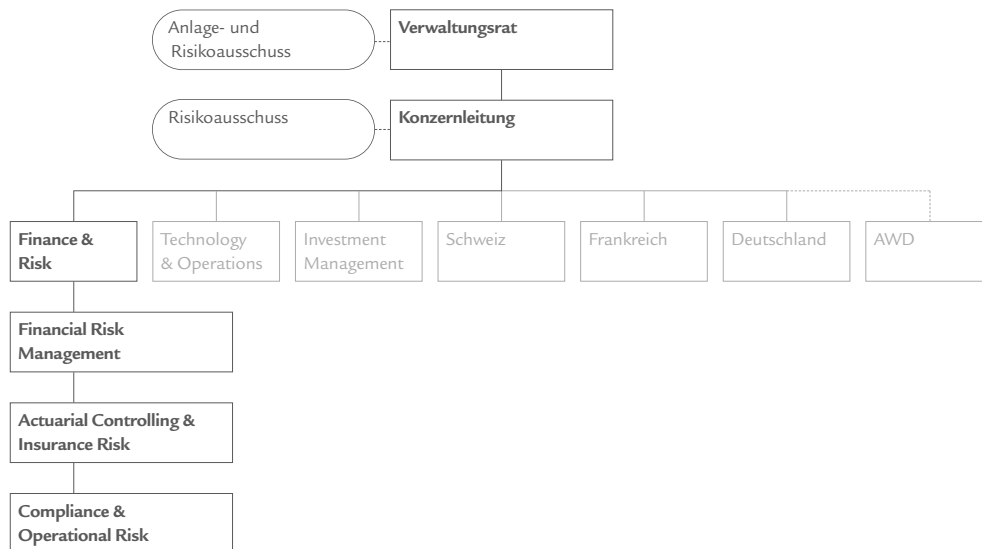 Anlage- und
Risikoausschuss
Verwaltungsrat
Risikoausschuss
Konzernleitung
Finance &
Risk
Technology
& Operations
Investment
Management
Schweiz
Frankreich
Deutschland
AWD
Financial Risk
Management
Actuarial Controlling &
Insurance Risk
Compliance &
Operational Risk